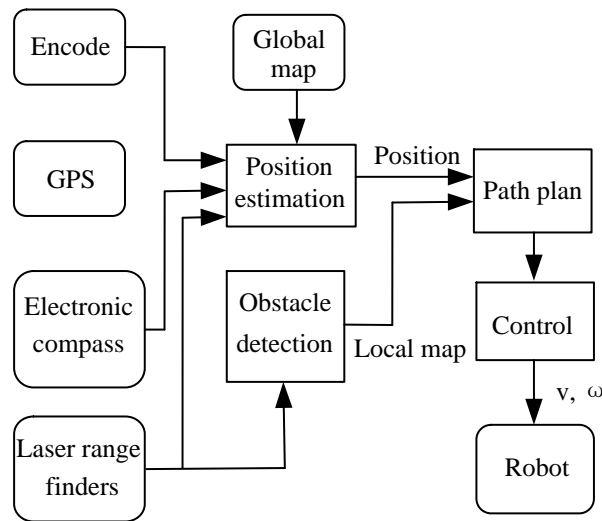 Encode
Global
map
GPS
Position
estimation
Position
Path plan
Electronic
compass
Obstacle
detection
Local map
Control
v, ω
Laser range
finders
Robot